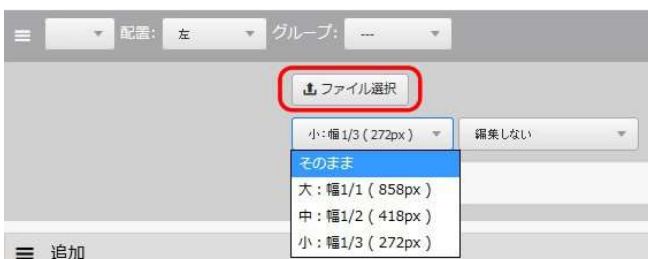 配置: 左 グループ: ---
ファイル選択
小:幅1/3 ( 272px ) 編集しない
そのまま
大:幅1/1 ( 858px )
中:幅1/2 ( 418px )
小:幅1/3 ( 272px )
追加